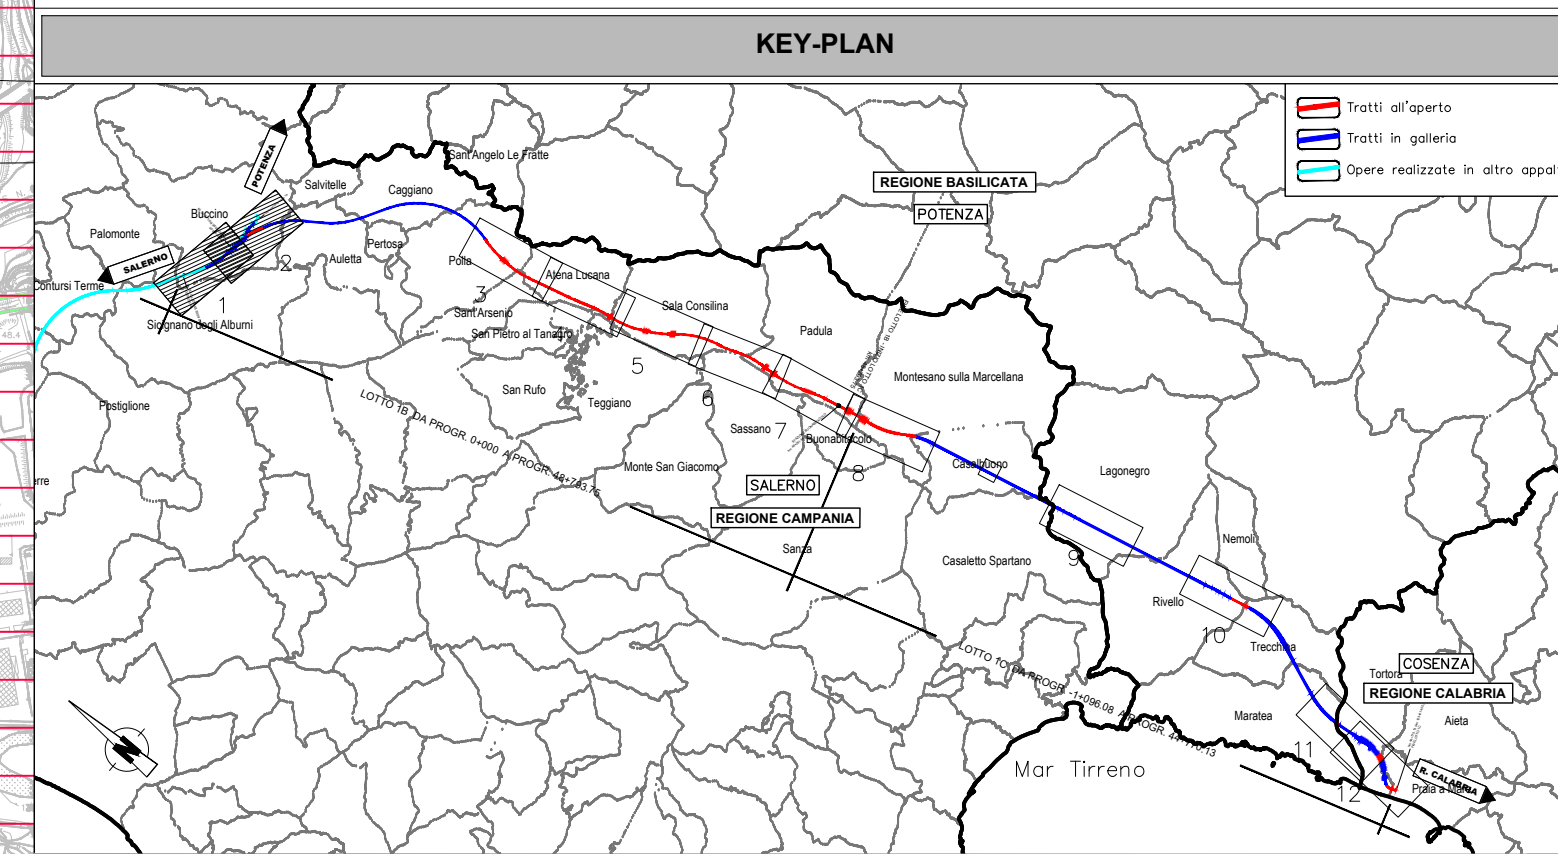 KEY-PLAN
Tratti all'aperto
Tratti in galleria
Opere realizzate in altro appal
POTENZA
Sant'Angelo Le Fratte
Salvitelle
Caggiano
REGIONE BASILICATA
POTENZA
Buccino
Palomonte
SALERNO
Pertosa
Auletta
Polla
2
Atena Lucana
Contursi Terme
1
3
Sala Consilina
Sant'Arsenio
Sicignano degli Alburni
San Pietro al Tanagro
4
Padula
5
Montesano sulla Marcellana
San Rufo
6
Teggiano
Postiglione
LOTTO 1B DA PROGR. 0+000 A PROGR. 48+793.75
Sassano
7
Buonabitacolo
Monte San Giacomo
8
Casalbuono
Lagonegro
erre
SALERNO
REGIONE CAMPANIA
Sanza
Nemoli
Casaletto Spartano
9
Rivello
10
Trecchina
LOTTO 1C DA PROGR. -1+096.08 A PROGR.
COSENZA
Tortora
REGIONE CALABRIA
Maratea
Aieta
N
11
Mar Tirreno
R. CALABRIA
12
Praia a Mare